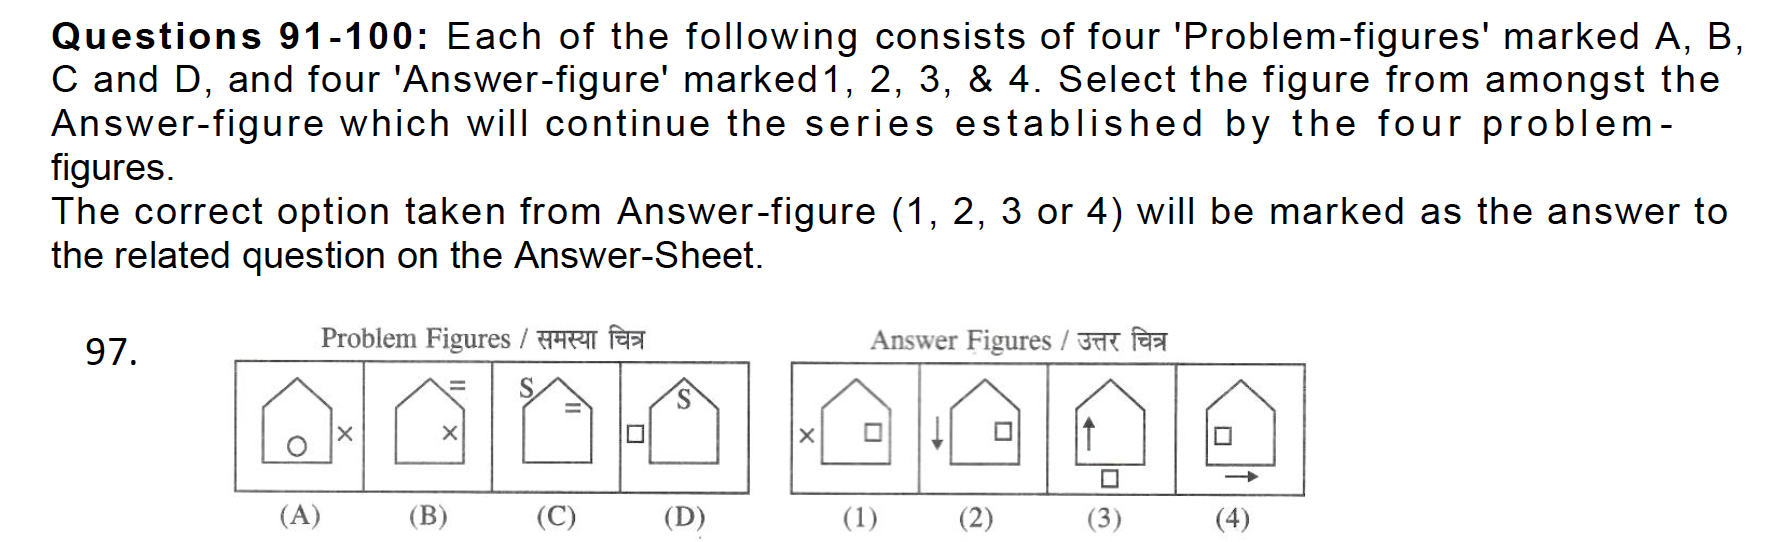 Questions 91-100: Each of the following consists of four 'Problem-figures' marked A, B,
C and D, and four 'Answer-figure' marked1, 2, 3, & 4. Select the figure from amongst the
Answer-figure which will continue the series established by the four problem-
figures.
The correct option taken from Answer-figure (1, 2, 3 or 4) will be marked as the answer to
the related question on the Answer-Sheet.
97.
Problem Figures / समस्या चित्र
Answer Figures / उत्तर चित्र
× = × S = S
×
(A) (B) (C) (D)
(1) (2) (3) (4)